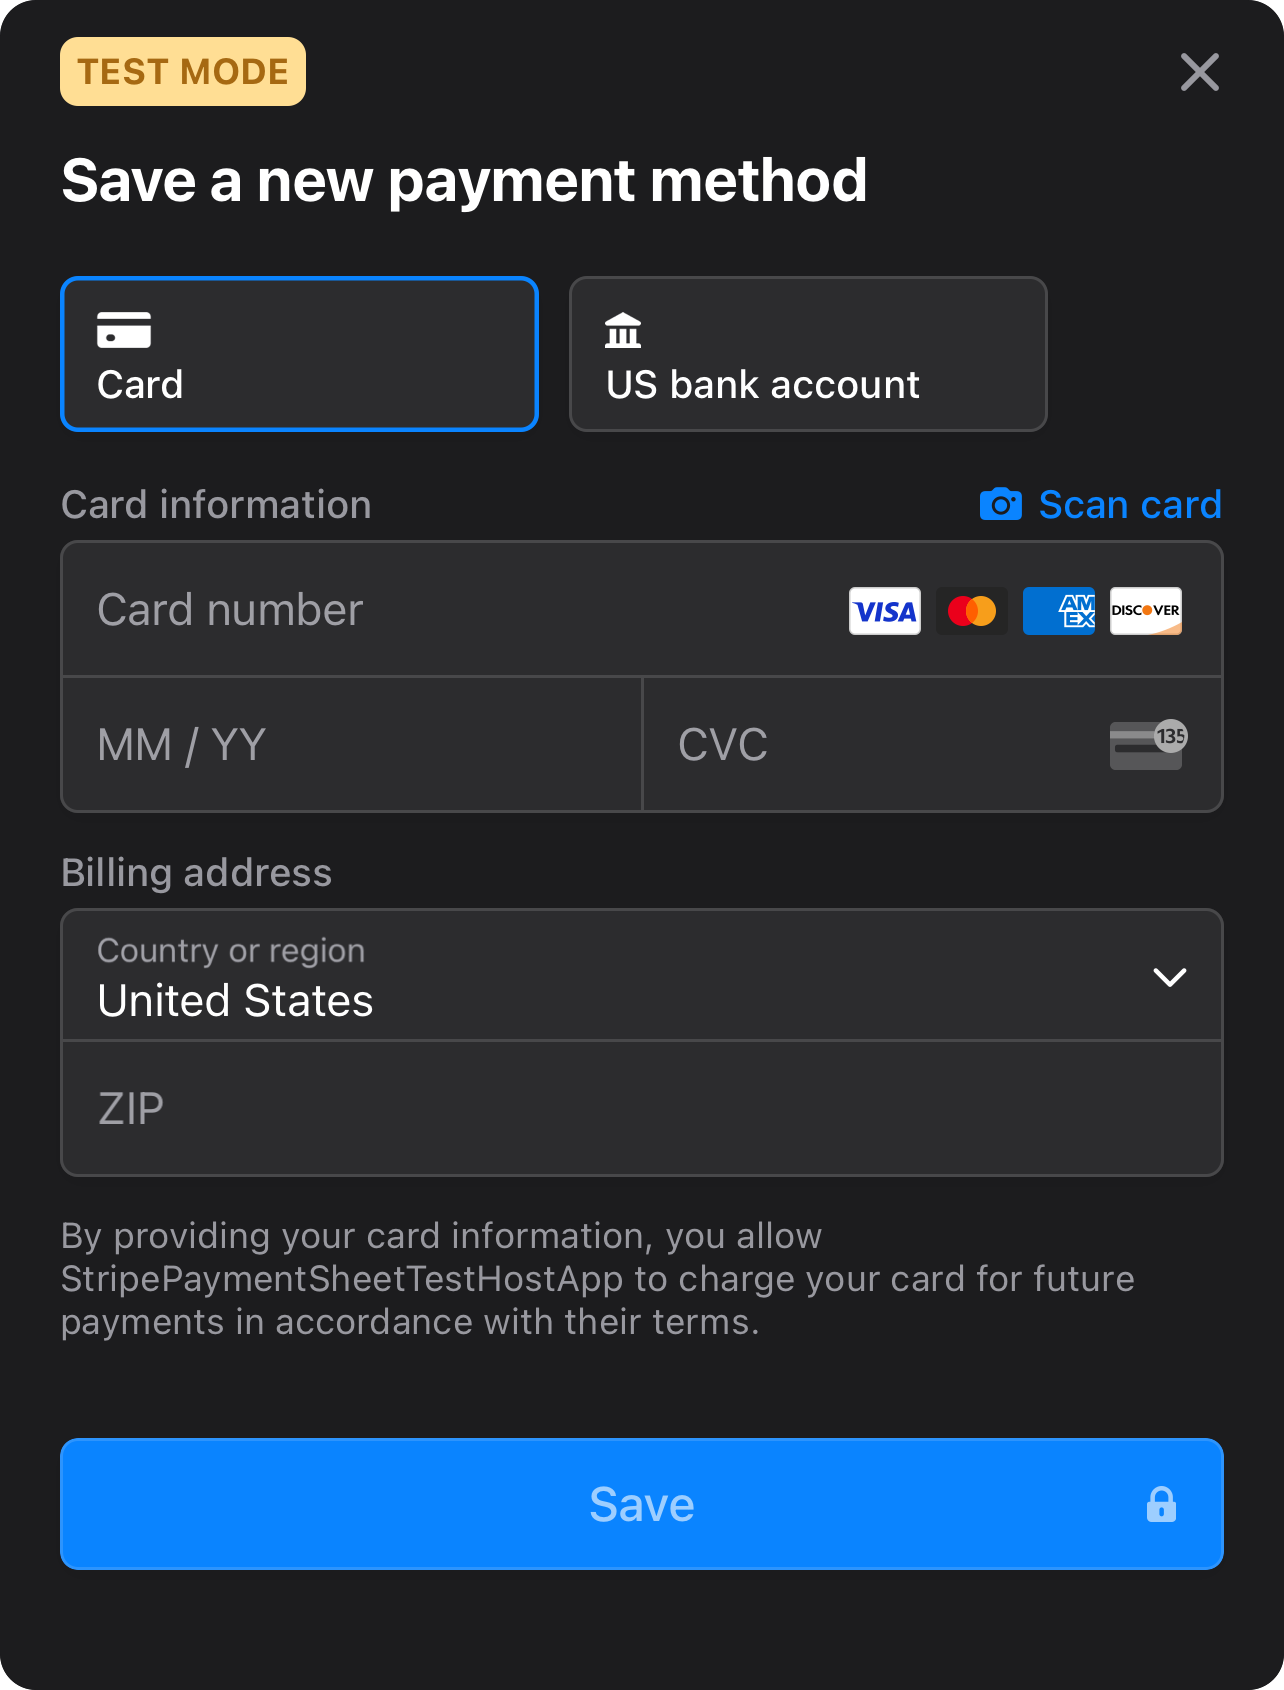 TEST MODE
Save a new payment method
Card
US bank account
Card information
Scan card
Card number
VISA
AM
EX
DISCOVER
MM / YY
CVC
135
Billing address
Country or region
United States
ZIP
By providing your card information, you allow
StripePaymentSheetTestHostApp to charge your card for future
payments in accordance with their terms.
Save